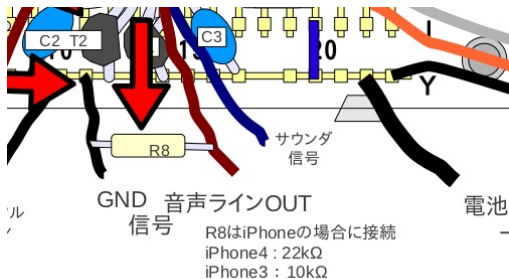 I
C2 T2
C3
10
15
20
Y
サウンダ
信号
R8
GND 音声ラインOUT
信号
電池
R8はiPhoneの場合に接続
iPhone4 : 22kΩ
iPhone3 : 10kΩ